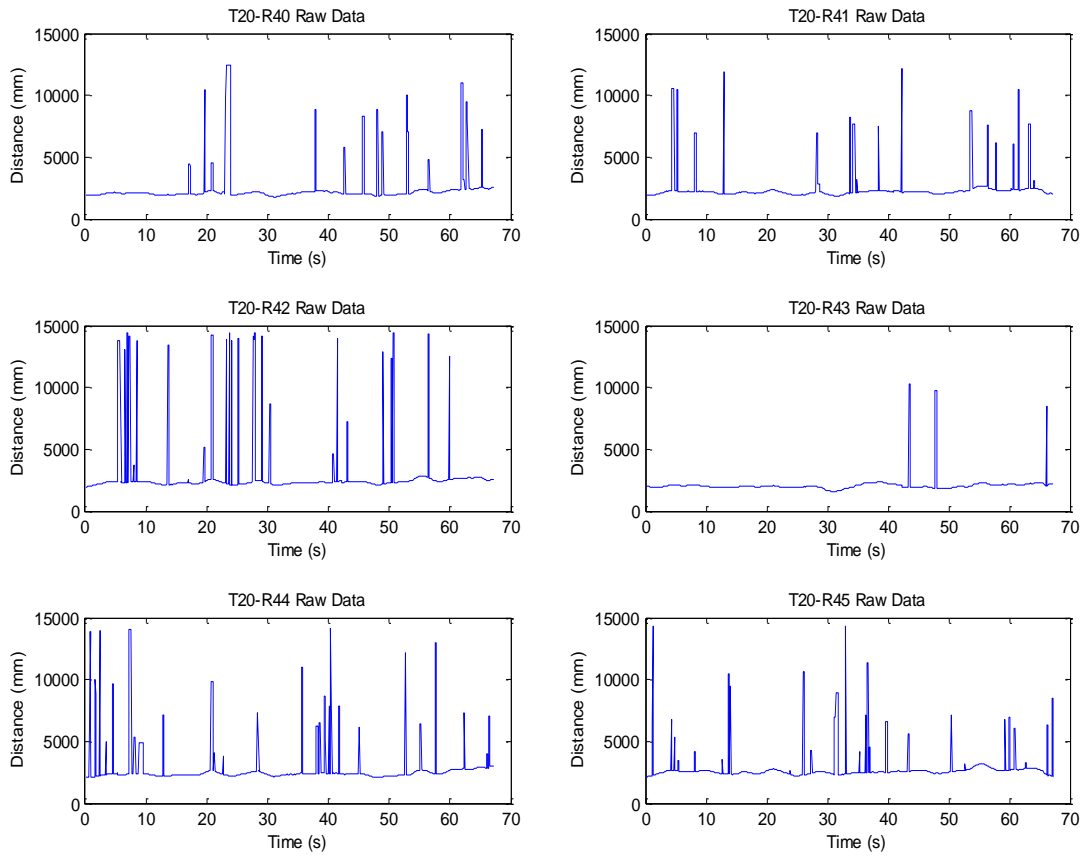 T20-R40 Raw Data
15000
10000
5000
0
Distance (mm)
0 10 20 30 40 50 60 70
Time (s)
T20-R41 Raw Data
15000
10000
5000
0
Distance (mm)
0 10 20 30 40 50 60 70
Time (s)
T20-R42 Raw Data
15000
10000
5000
0
Distance (mm)
0 10 20 30 40 50 60 70
Time (s)
T20-R43 Raw Data
15000
10000
5000
0
Distance (mm)
0 10 20 30 40 50 60 70
Time (s)
T20-R44 Raw Data
15000
10000
5000
0
Distance (mm)
0 10 20 30 40 50 60 70
Time (s)
T20-R45 Raw Data
15000
10000
5000
0
Distance (mm)
0 10 20 30 40 50 60 70
Time (s)